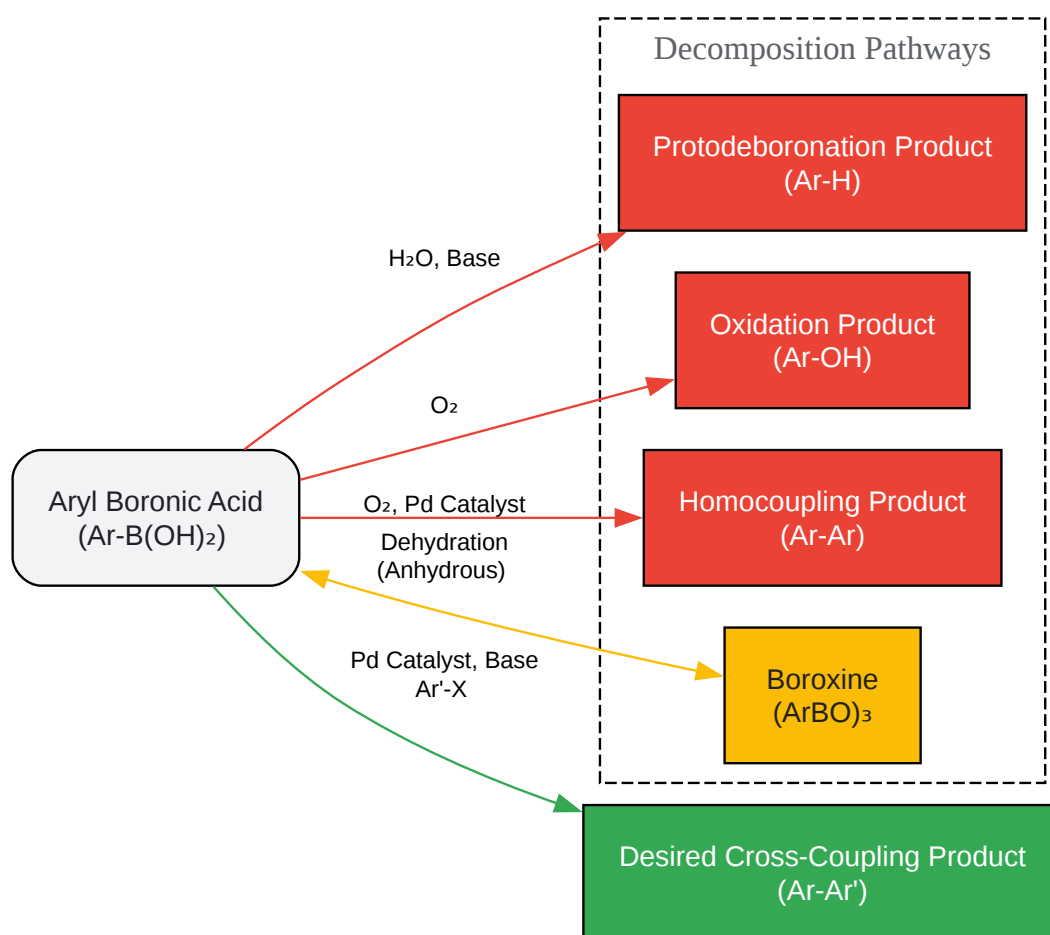 Decomposition Pathways
Protodeboronation Product
(Ar-H)
H₂O, Base
Oxidation Product
(Ar-OH)
O₂
Aryl Boronic Acid
(Ar-B(OH)₂)
O₂, Pd Catalyst
Homocoupling Product
(Ar-Ar)
Dehydration
(Anhydrous)
Pd Catalyst, Base
Ar'-X
Boroxine
(ArBO)₃
Desired Cross-Coupling Product
(Ar-Ar')